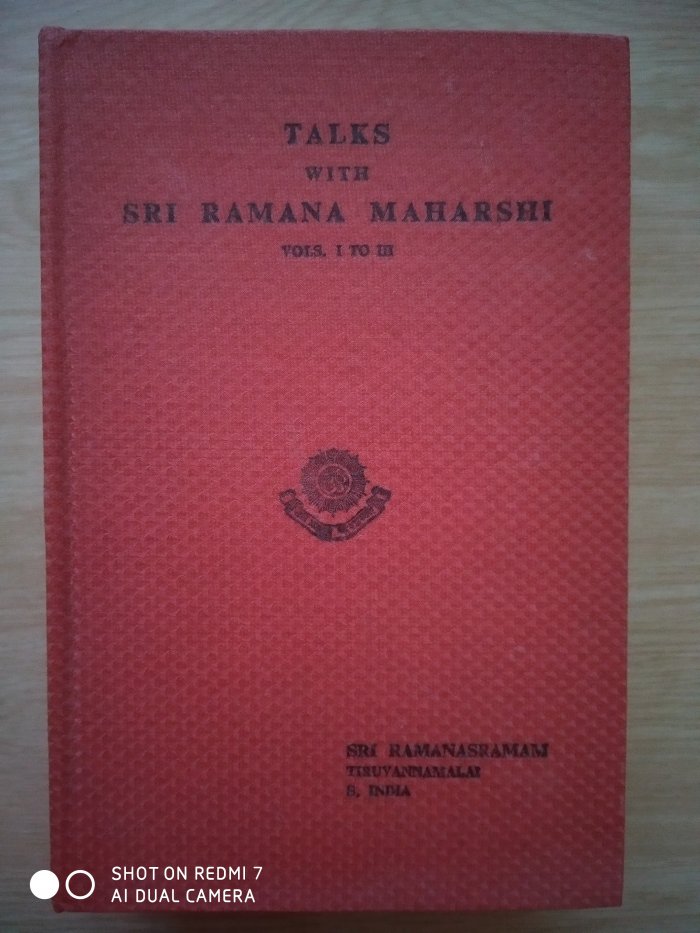 TALKS
WITH
SRI RAMANA MAHARSHI
VOLS. I TO III
SRI RAMANASRAMAM
TIRUVANNAMALAI
S. INDIA
SHOT ON REDMI 7
AI DUAL CAMERA